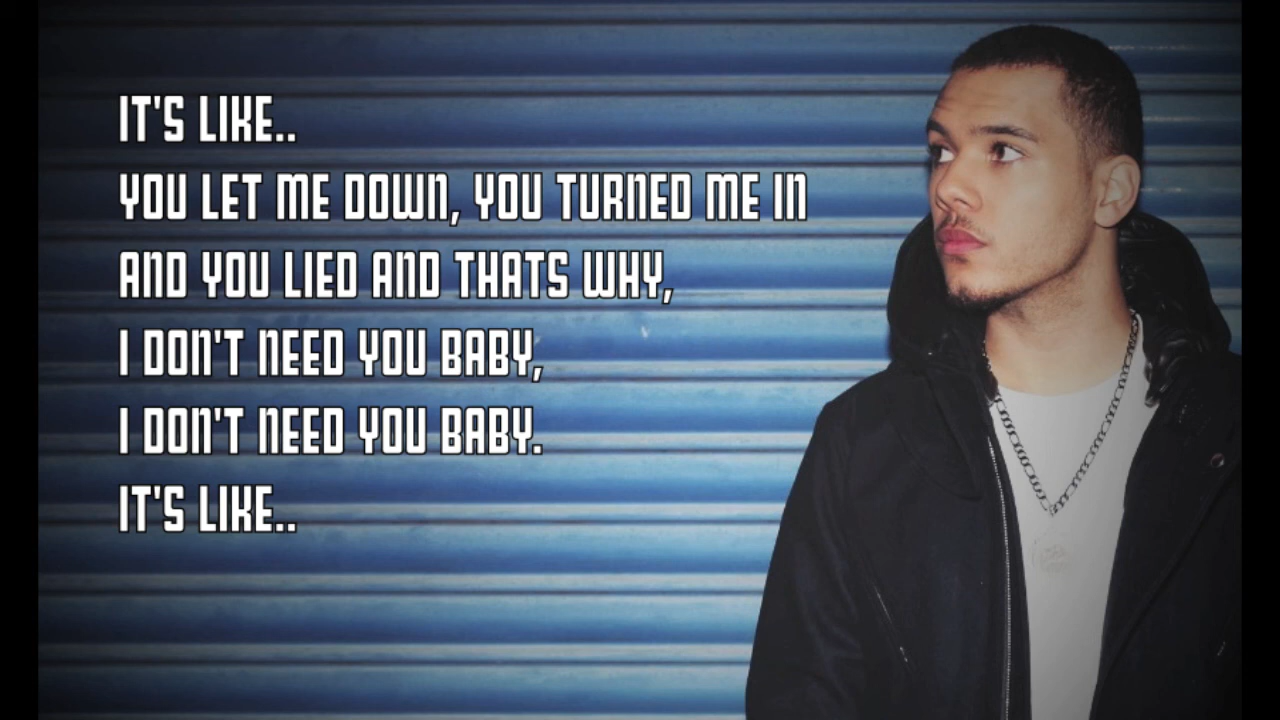 IT'S LIKE..
YOU LET ME DOWN, YOU TURNED ME IN
AND YOU LIED AND THATS WHY,
I DON'T NEED YOU BABY,
I DON'T NEED YOU BABY.
IT'S LIKE..